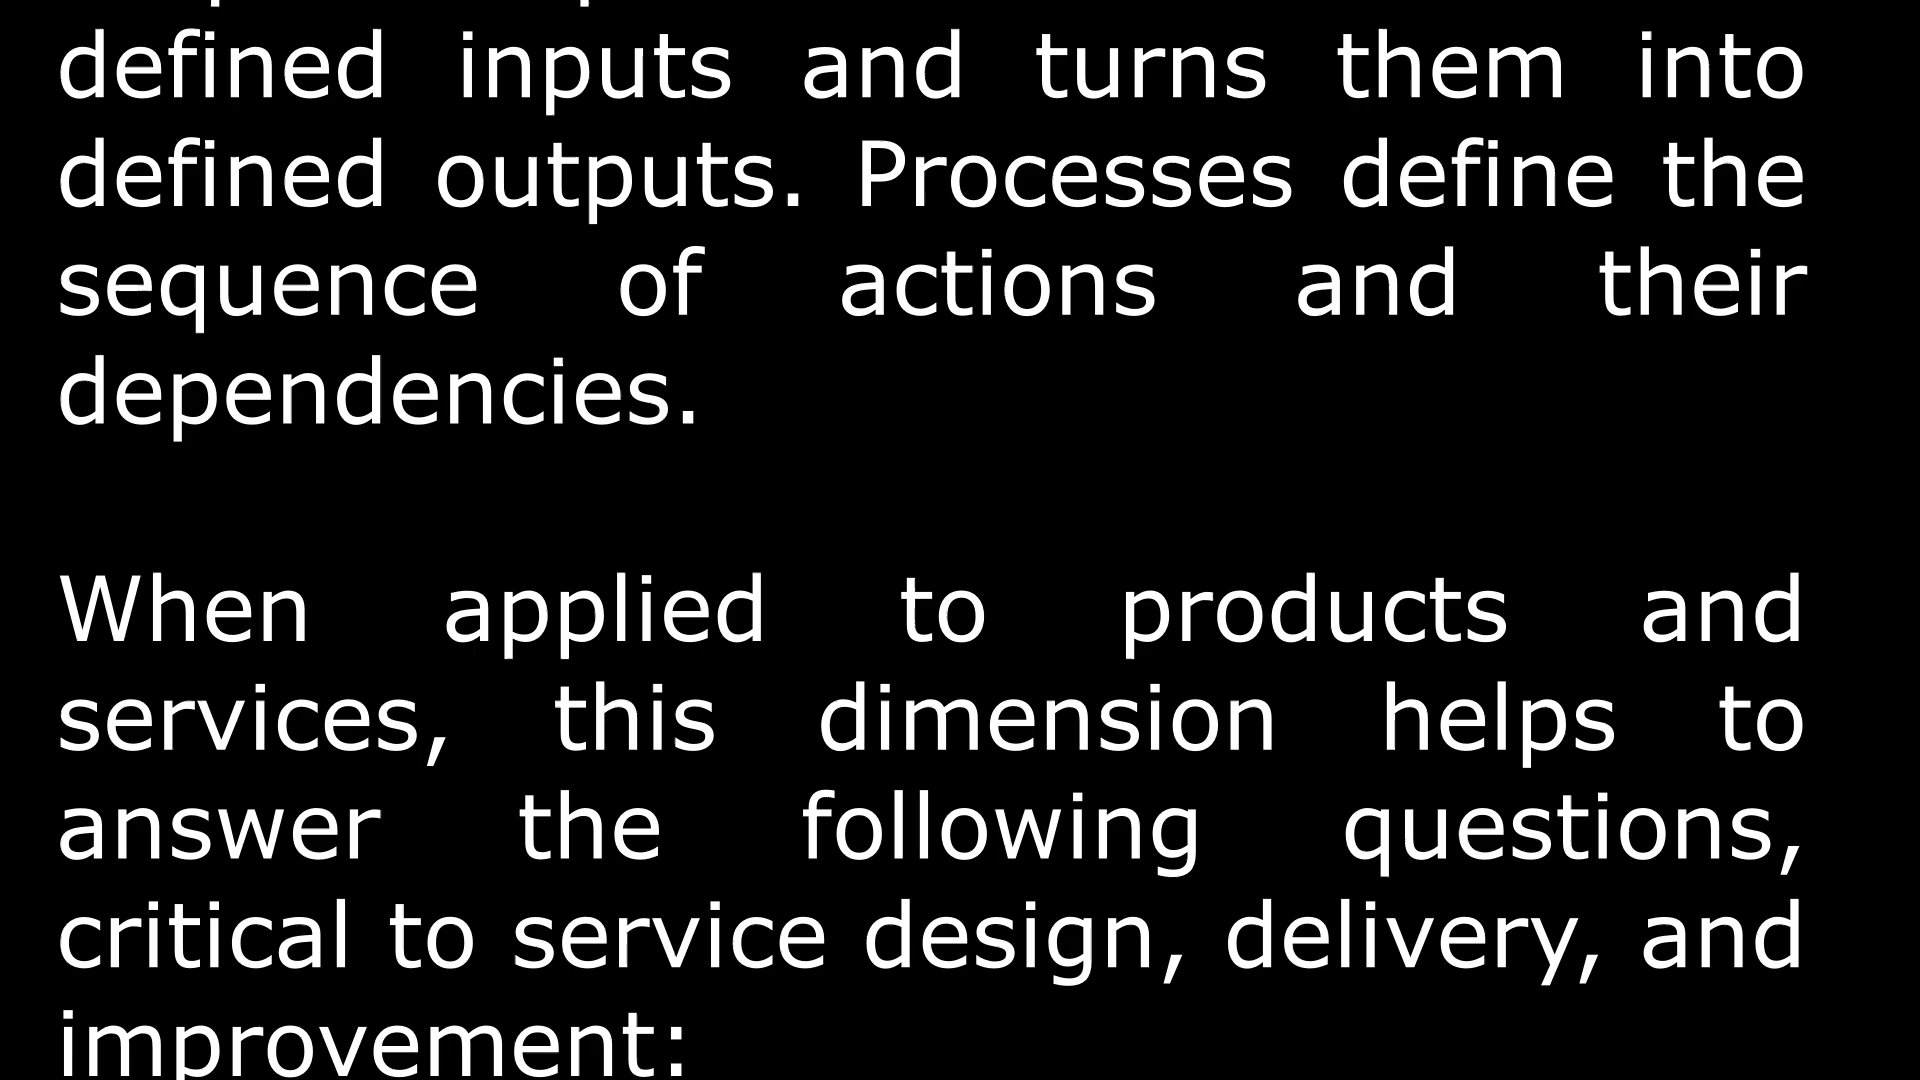 defined inputs and turns them into
defined outputs. Processes define the
sequence of actions and their
dependencies.
When applied to products and
services, this dimension helps to
answer the following questions,
critical to service design, delivery, and
improvement: